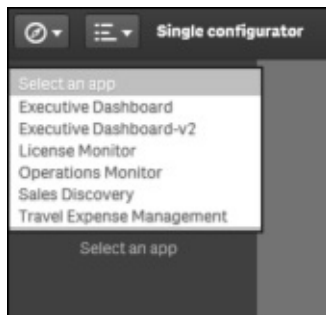 Single configurator
Select an app
Executive Dashboard
Executive Dashboard-v2
License Monitor
Operations Monitor
Sales Discovery
Travel Expense Management
Select an app